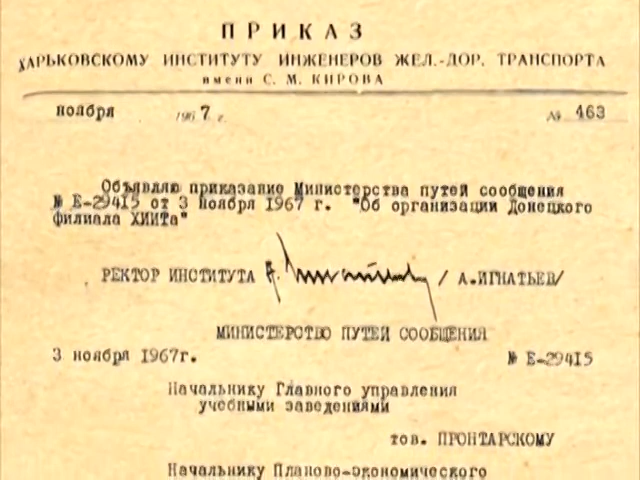 ПРИКАЗ
ХАРЬКОВСКОМУ ИНСТИТУТУ ИНЖЕНЕРОВ ЖЕЛ.-ДОР. ТРАНСПОРТА
имени С. М. КИРОВА
ноября 1967 г. № 463
Объявляю приказание Министерства путей сообщения
№ Е-29415 от 3 ноября 1967 г. "Об организации Донецкого
филиала ХИИТа"
РЕКТОР ИНСТИТУТА / А.ИГНАТЬЕВ/
МИНИСТЕРСТВО ПУТЕЙ СООБЩЕНИЯ
3 ноября 1967г. № Е-29415
Начальнику Главного управления
учебными заведениями
тов. ПРОНТАРСКОМУ
Начальнику Планово-экономического